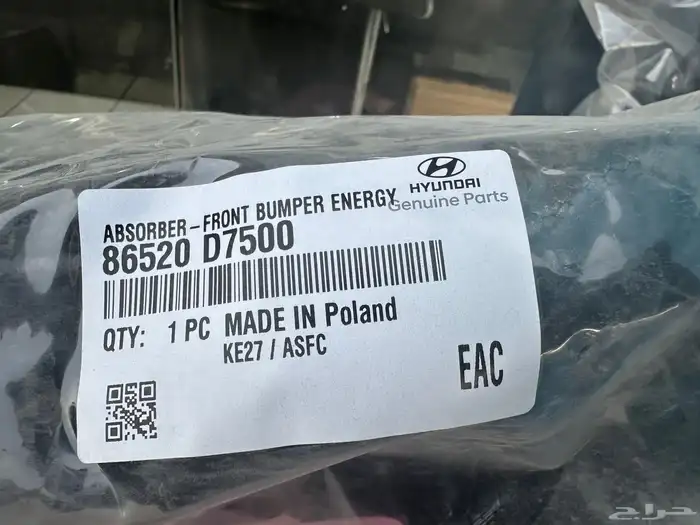 HYUNDAI
Genuine Parts
ABSORBER-FRONT BUMPER ENERGY
86520 D7500
QTY: 1 PC MADE IN Poland
KE27 / ASFC
EAC
حراج